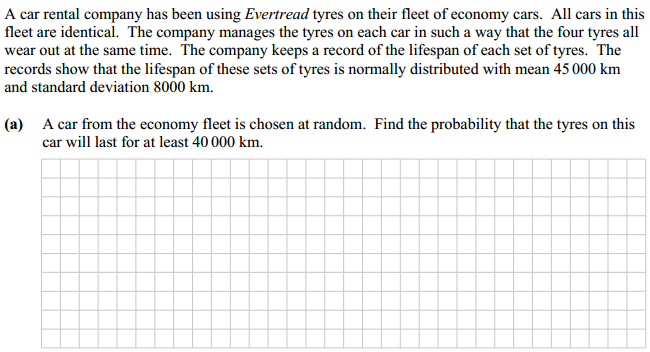 A car rental company has been using Evertread tyres on their fleet of economy cars. All cars in this
fleet are identical. The company manages the tyres on each car in such a way that the four tyres all
wear out at the same time. The company keeps a record of the lifespan of each set of tyres. The
records show that the lifespan of these sets of tyres is normally distributed with mean 45 000 km
and standard deviation 8000 km.
(a) A car from the economy fleet is chosen at random. Find the probability that the tyres on this
car will last for at least 40 000 km.